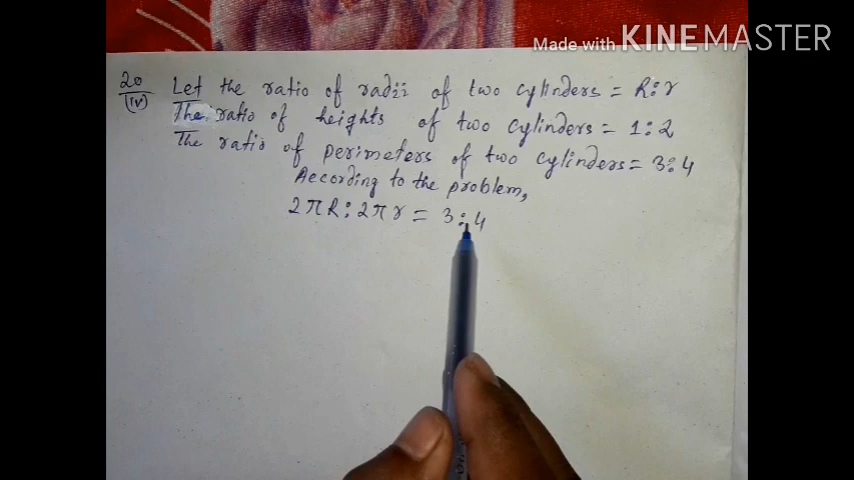 Made with KINEMASTER
20 Let the ratio of radii of two cylinders = R:r
(iv) The ratio of heights of two cylinders = 1:2
The ratio of perimeters of two cylinders = 3:4
According to the problem,
2πR:2πr = 3:4